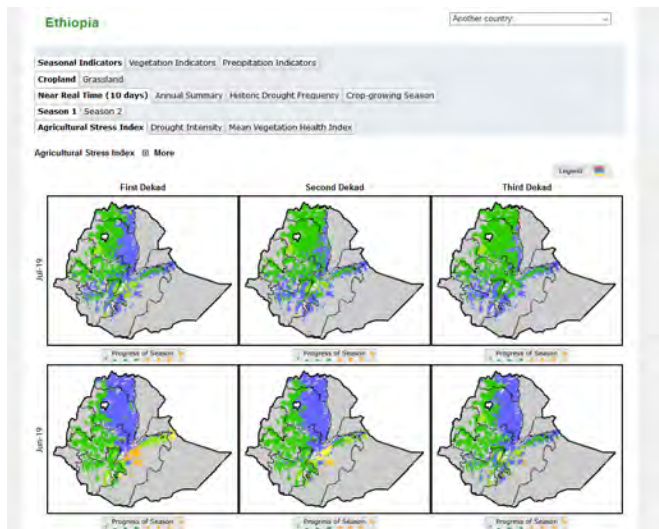 Ethiopia
Another country:
Seasonal Indicators Vegetation Indicators Precipitation Indicators
Cropland Grassland
Near Real Time (10 days) Annual Summary Historic Drought Frequency Crop-growing Season
Season 1 Season 2
Agricultural Stress Index Drought Intensity Mean Vegetation Health Index
Agricultural Stress Index More
Legend
First Dekad Second Dekad Third Dekad
Jul-19
Progress of Season Progress of Season Progress of Season
Jun-19
Progress of Season Progress of Season Progress of Season